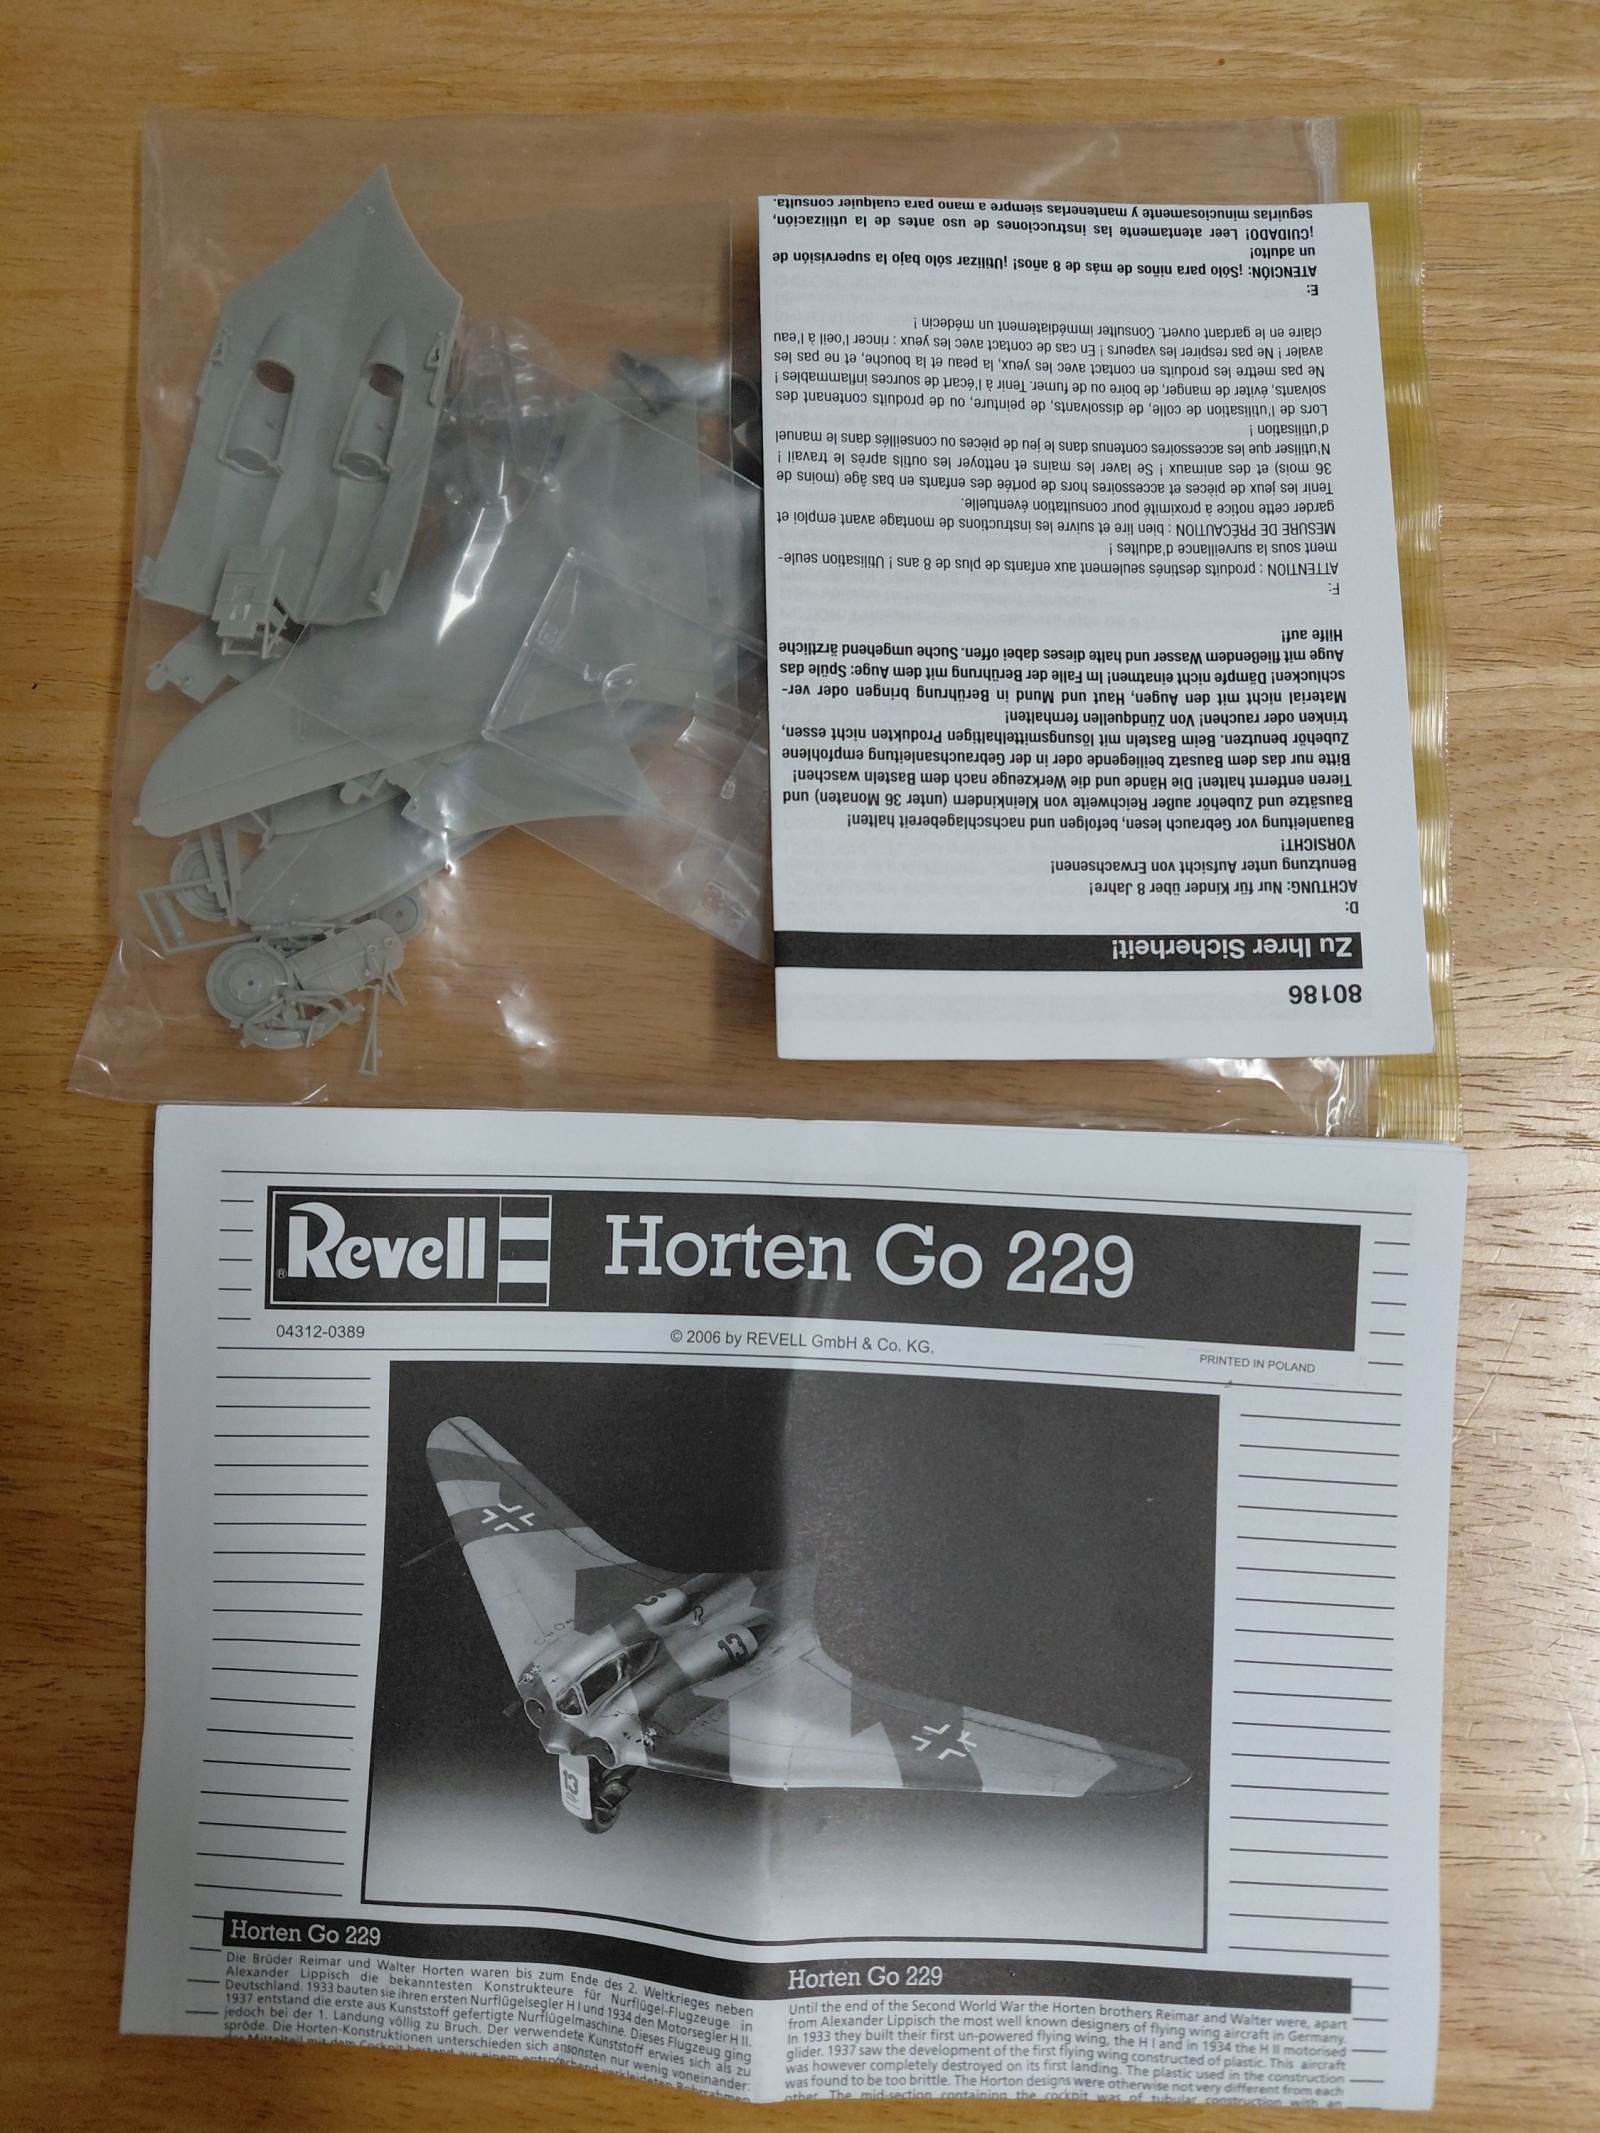 80186
Zu Ihrer Sicherheit!
D:
ACHTUNG: Nur für Kinder über 8 Jahre!
Benutzung unter Aufsicht von Erwachsenen!
VORSICHT!
Bauanleitung vor Gebrauch lesen, befolgen und nachschlagebereit halten!
Bausätze und Zubehör außer Reichweite von Kleinkindern (unter 36 Monaten) und
Tieren entfernt halten! Die Hände und die Werkzeuge nach dem Basteln waschen!
Bitte nur das dem Bausatz beiliegende oder in der Gebrauchsanleitung empfohlene
Zubehör benutzen. Beim Basteln mit lösungsmittelhaltigen Produkten nicht essen,
trinken oder rauchen! Von Zündquellen fernhalten!
Material nicht mit den Augen, Haut und Mund in Berührung bringen oder ver-
schlucken! Dämpfe nicht einatmen! Im Falle der Berührung mit dem Auge: Spüle das
Auge mit fließendem Wasser und halte dieses dabei offen. Suche umgehend ärztliche
Hilfe auf!
F:
ATTENTION : produits destinés seulement aux enfants de plus de 8 ans ! Utilisation seule-
ment sous la surveillance d'adultes !
MESURE DE PRÉCAUTION : bien lire et suivre les instructions de montage avant emploi et
garder cette notice à proximité pour consultation éventuelle.
Tenir les jeux de pièces et accessoires hors de portée des enfants en bas âge (moins de
36 mois) et des animaux ! Se laver les mains et nettoyer les outils après le travail !
N'utiliser que les accessoires contenus dans le jeu de pièces ou conseillés dans le manuel
d'utilisation !
Lors de l'utilisation de colle, de dissolvants, de peinture, ou de produits contenant des
solvants, éviter de manger, de boire ou de fumer. Tenir à l'écart de sources inflammables !
Ne pas mettre les produits en contact avec les yeux, la peau et la bouche, et ne pas les
avaler ! Ne pas respirer les vapeurs ! En cas de contact avec les yeux : rincer l'oeil à l'eau
claire en le gardant ouvert. Consulter immédiatement un médecin !
E:
ATENCIÓN: ¡Sólo para niños de más de 8 años! ¡Utilizar sólo bajo la supervisión de
un adulto!
¡CUIDADO! Leer atentamente las instrucciones de uso antes de la utilización,
seguirlas minuciosamente y mantenerlas siempre a mano para cualquier consulta.
Revell ®
Horten Go 229
04312-0389
© 2006 by REVELL GmbH & Co. KG.
PRINTED IN POLAND
13
13
Horten Go 229
Die Brüder Reimar und Walter Horten waren bis zum Ende des 2. Weltkrieges neben
Alexander Lippisch die bekanntesten Konstrukteure für Nurflügel-Flugzeuge in
Deutschland. 1933 bauten sie ihren ersten Nurflügelsegler H I und 1934 den Motorsegler H II.
1937 entstand die erste aus Kunststoff gefertigte Nurflügelmaschine. Dieses Flugzeug ging
jedoch bei der 1. Landung völlig zu Bruch. Der verwendete Kunststoff erwies sich als zu
spröde. Die Horten-Konstruktionen unterschieden sich ansonsten nur wenig voneinander:
der Mittelteil mit dem Cockpit bestand aus einem entsprechend verkleideten Rohrrahmen
Horten Go 229
Until the end of the Second World War the Horten brothers Reimar and Walter were, apart
from Alexander Lippisch the most well known designers of flying wing aircraft in Germany.
In 1933 they built their first un-powered flying wing, the H I and in 1934 the H II motorised
glider. 1937 saw the development of the first flying wing constructed of plastic. This aircraft
was however completely destroyed on its first landing. The plastic used in the construction
was found to be too brittle. The Horton designs were otherwise not very different from each
other. The mid-section containing the cockpit was of tubular construction with an